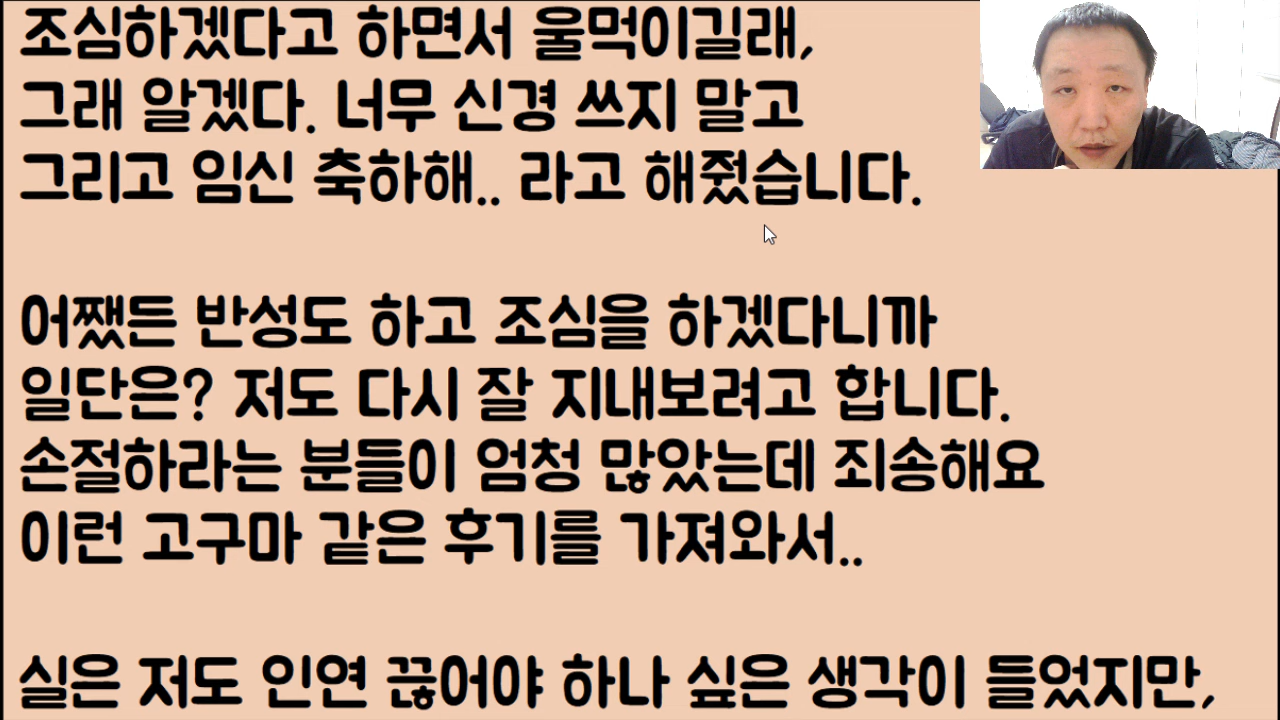 조심하겠다고 하면서 울먹이길래,
그래 알겠다. 너무 신경 쓰지 말고
그리고 임신 축하해.. 라고 해줬습니다.
어쨌든 반성도 하고 조심을 하겠다니까
일단은? 저도 다시 잘 지내보려고 합니다.
손절하라는 분들이 엄청 많았는데 죄송해요
이런 고구마 같은 후기를 가져와서..
실은 저도 인연 끊어야 하나 싶은 생각이 들었지만,